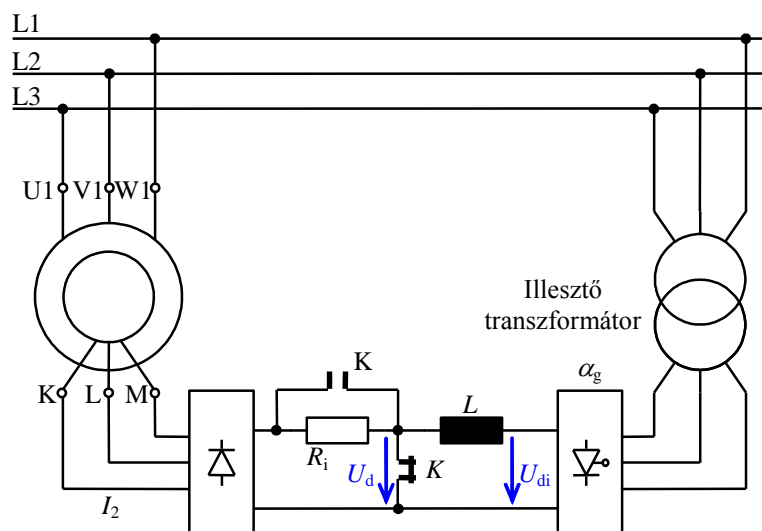 L1
L2
L3
U1 V1 W1
Illesztő
transzformátor
K L M
K
L
αg
Ri
Ud
K
Udi
I2